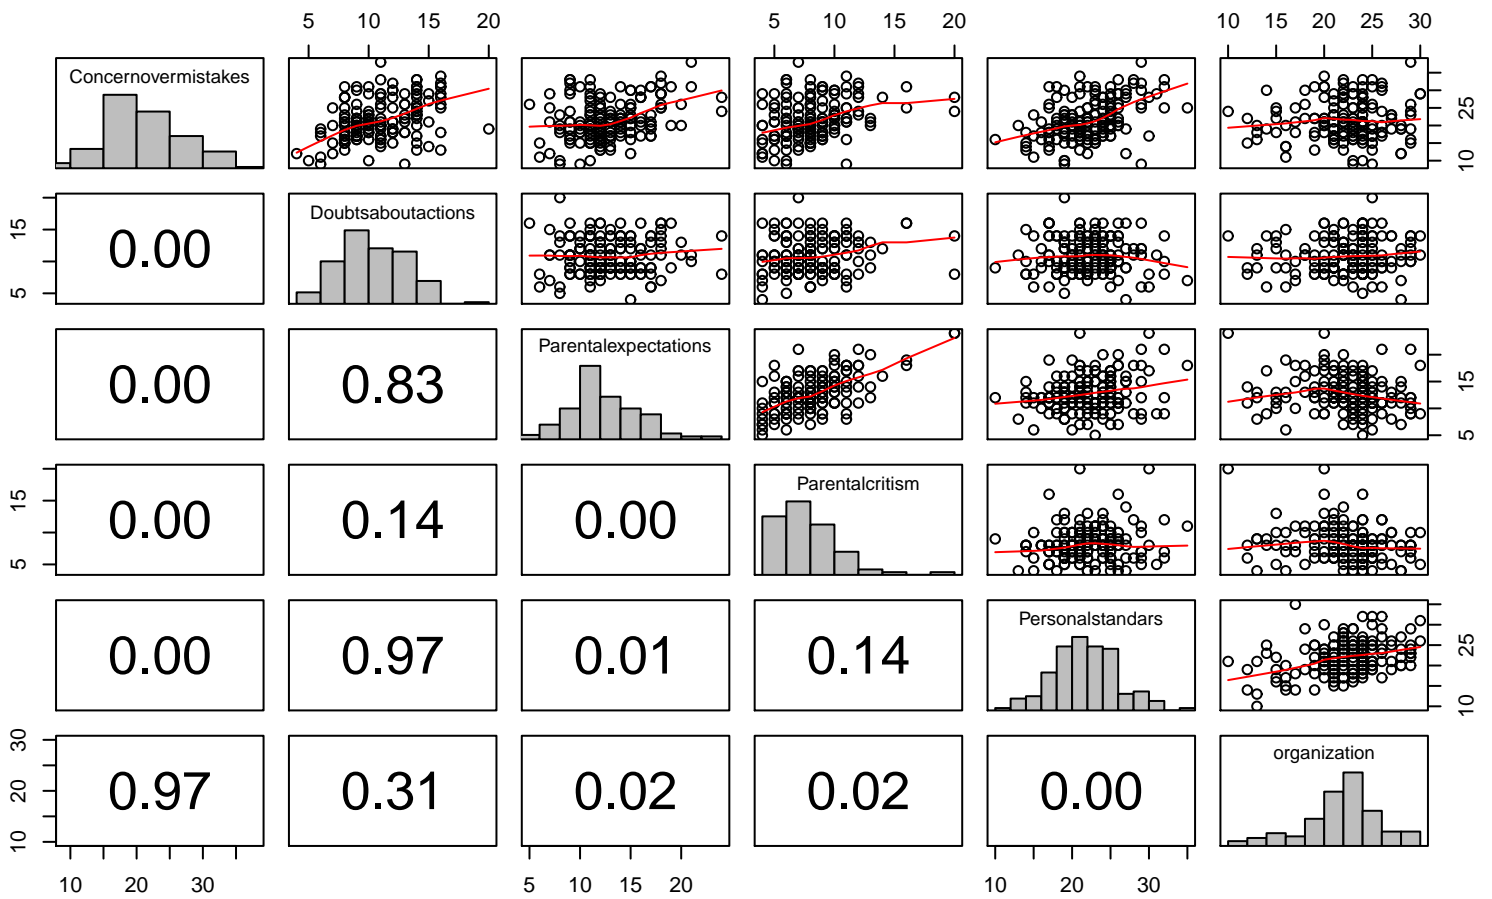 5 10 15 20 5 10 15 20 10 15 20 25 30
Concernovermistakes
10 25
0.00 Doubtsaboutactions
5 15
0.00 0.83 Parentalexpectations
5 15
0.00 0.14 0.00 Parentalcritism
5 15
0.00 0.97 0.01 0.14 Personalstandars
10 25
0.97 0.31 0.02 0.02 0.00 organization
10 20 30
10 20 30 5 10 15 20 10 20 30